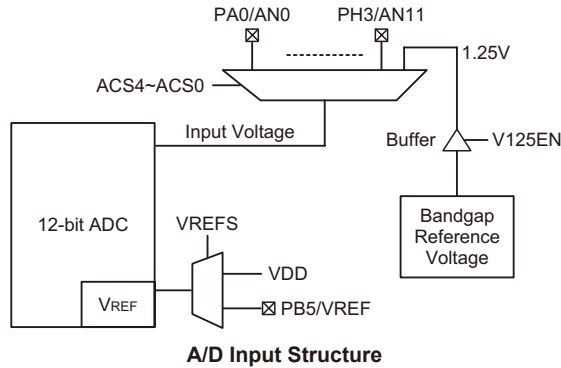 PA0/AN0
PH3/AN11
1.25V
ACS4~ACS0
Input Voltage
Buffer
V125EN
12-bit ADC
VREFS
Bandgap
Reference
Voltage
VDD
VREF
PB5/VREF
A/D Input Structure